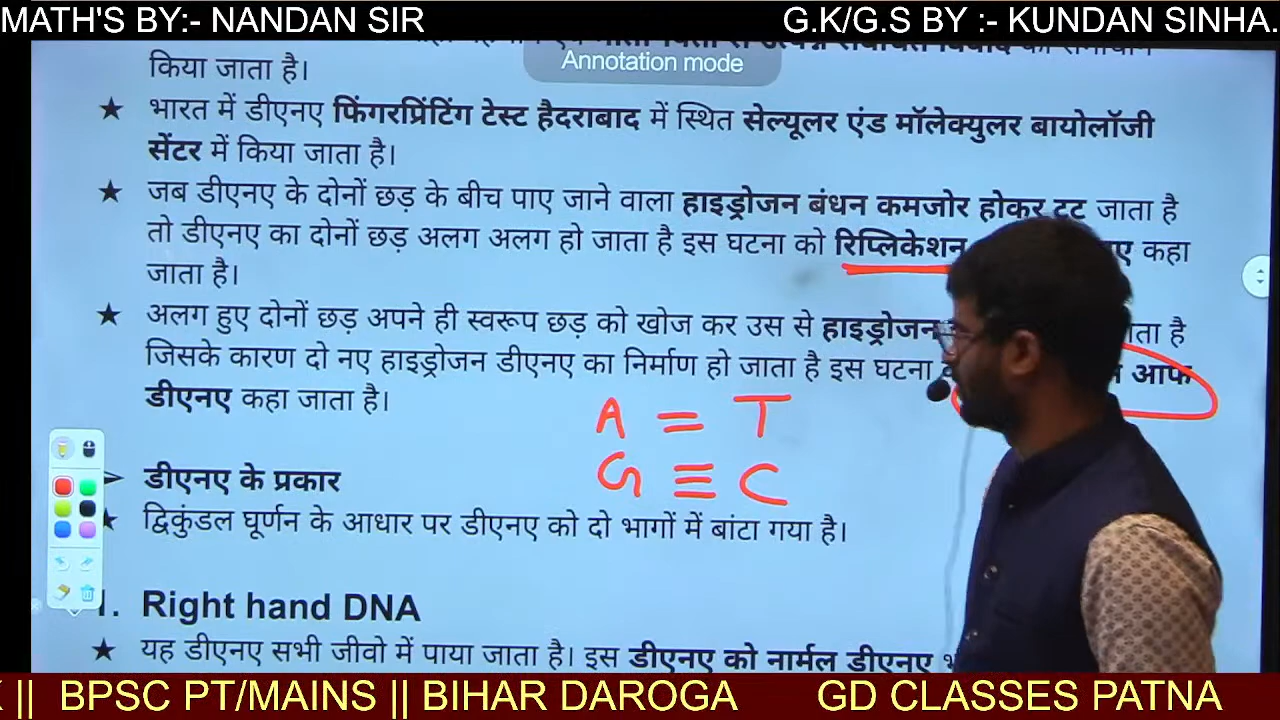 MATH'S BY:- NANDAN SIR
G.K/G.S BY :- KUNDAN SINHA.
Annotation mode
किया जाता है।
★ भारत में डीएनए फिंगरप्रिंटिंग टेस्ट हैदराबाद में स्थित सेल्यूलर एंड मॉलेक्युलर बायोलॉजी
सेंटर में किया जाता है।
★ जब डीएनए के दोनों छड़ के बीच पाए जाने वाला हाइड्रोजन बंधन कमजोर होकर टूट जाता है
तो डीएनए का दोनों छड़ अलग अलग हो जाता है इस घटना को रिप्लिकेशन कहा
जाता है।
★ अलग हुए दोनों छड़ अपने ही स्वरूप छड़ को खोज कर उस से हाइड्रोजन है
जिसके कारण दो नए हाइड्रोजन डीएनए का निर्माण हो जाता है इस घटना आफ
डीएनए कहा जाता है।
A = T
G ≡ C
➢ डीएनए के प्रकार
★ द्विकुंडल घूर्णन के आधार पर डीएनए को दो भागों में बांटा गया है।
1. Right hand DNA
★ यह डीएनए सभी जीवो में पाया जाता है। इस डीएनए को नार्मल डीएनए
|| BPSC PT/MAINS || BIHAR DAROGA GD CLASSES PATNA